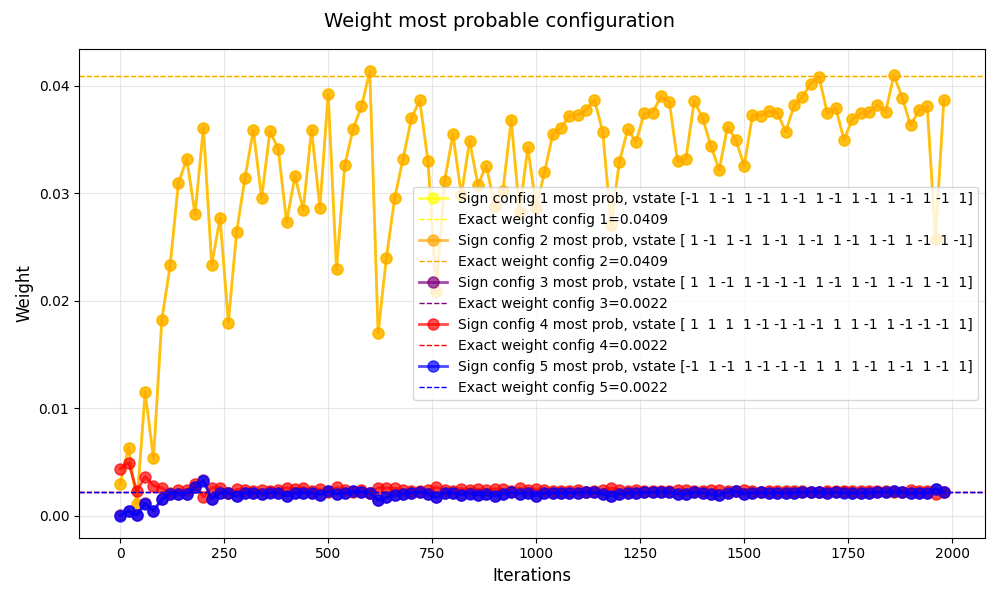 Weight most probable configuration
Weight
0.04
0.03
0.02
0.01
0.00
Sign config 1 most prob, vstate [-1  1 -1  1 -1  1 -1  1 -1  1 -1  1 -1  1 -1  1]
Exact weight config 1=0.0409
Sign config 2 most prob, vstate [ 1 -1  1 -1  1 -1  1 -1  1 -1  1 -1  1 -1  1 -1]
Exact weight config 2=0.0409
Sign config 3 most prob, vstate [ 1  1 -1  1 -1 -1 -1  1 -1  1 -1  1 -1  1 -1  1]
Exact weight config 3=0.0022
Sign config 4 most prob, vstate [ 1  1  1  1 -1 -1 -1 -1  1  1 -1  1 -1 -1 -1  1]
Exact weight config 4=0.0022
Sign config 5 most prob, vstate [-1  1 -1  1 -1 -1 -1  1  1  1 -1  1 -1  1 -1  1]
Exact weight config 5=0.0022
0 250 500 750 1000 1250 1500 1750 2000
Iterations